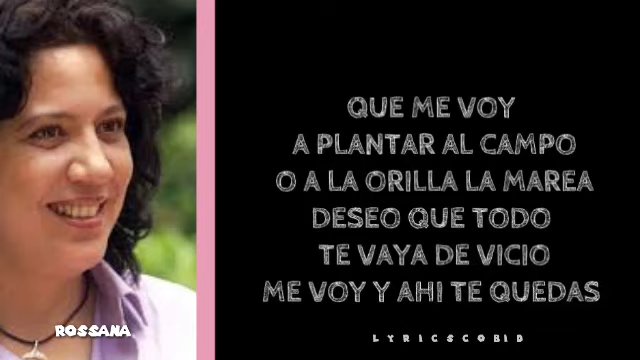 QUE ME VOY
A PLANTAR AL CAMPO
O A LA ORILLA LA MAREA
DESEO QUE TODO
TE VAYA DE VICIO
ME VOY Y AHI TE QUEDAS
ROSSANA
LYRICSCOBID